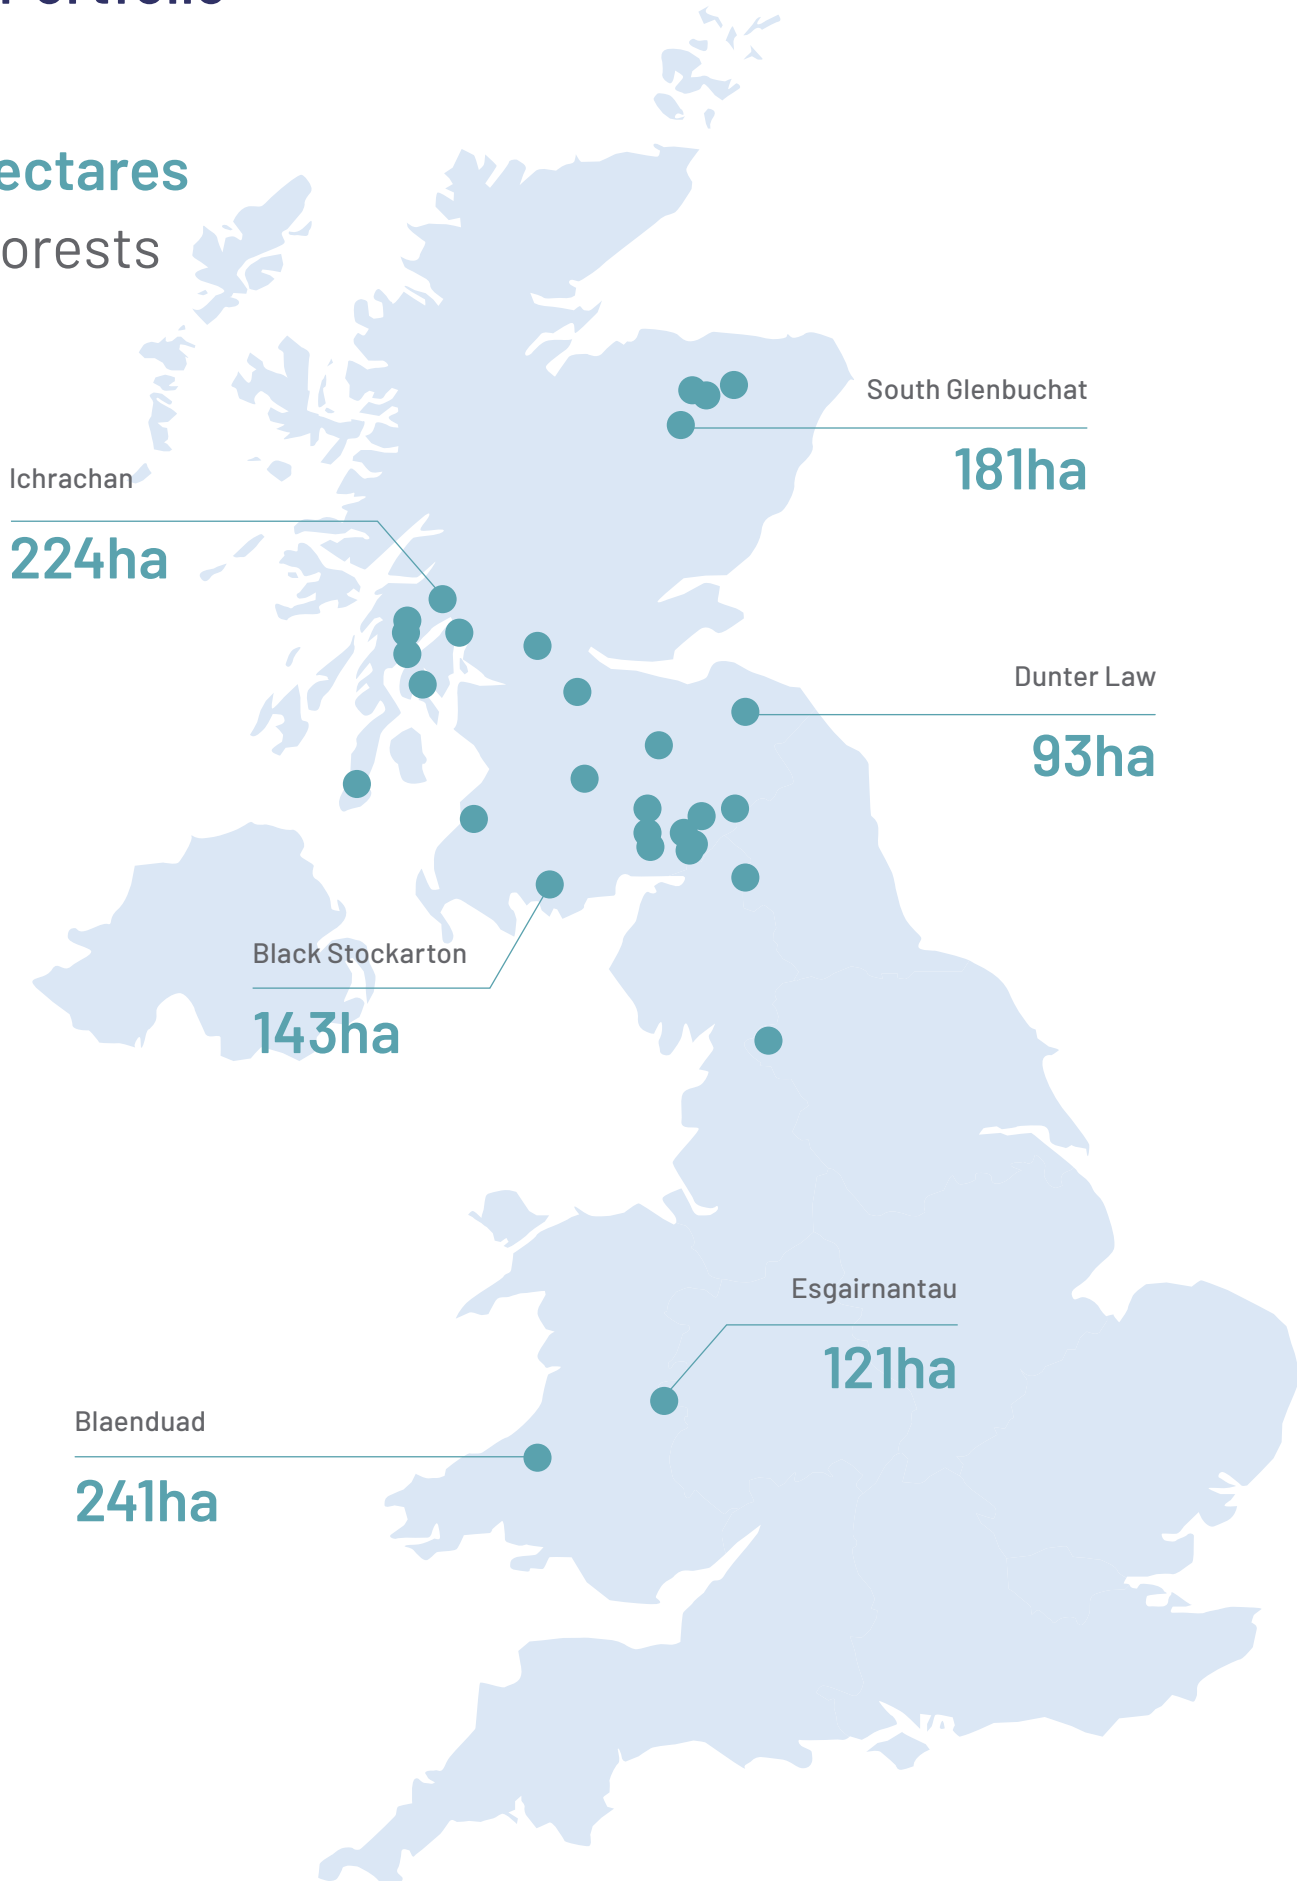 ectares
orests
South Glenbuchat
181ha
Ichrachan
224ha
Dunter Law
93ha
Black Stockarton
143ha
Esgairnantau
121ha
Blaenduad
241ha